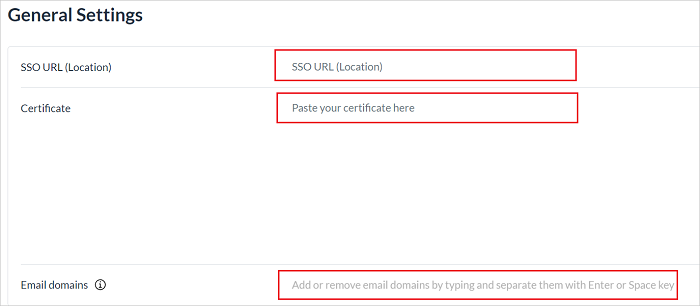 General Settings
SSO URL (Location) SSO URL (Location)
Certificate Paste your certificate here
Email domains Add or remove email domains by typing and separate them with Enter or Space key